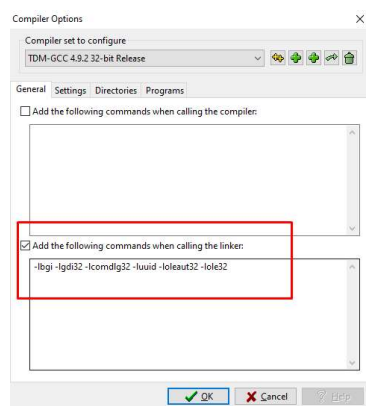 Compiler Options
Compiler set to configure
TDM-GCC 4.9.2 32-bit Release
General Settings Directories Programs
Add the following commands when calling the compiler:
Add the following commands when calling the linker:
-lbgi -lgdi32 -lcomdlg32 -luuid -loleaut32 -lole32
OK Cancel Help